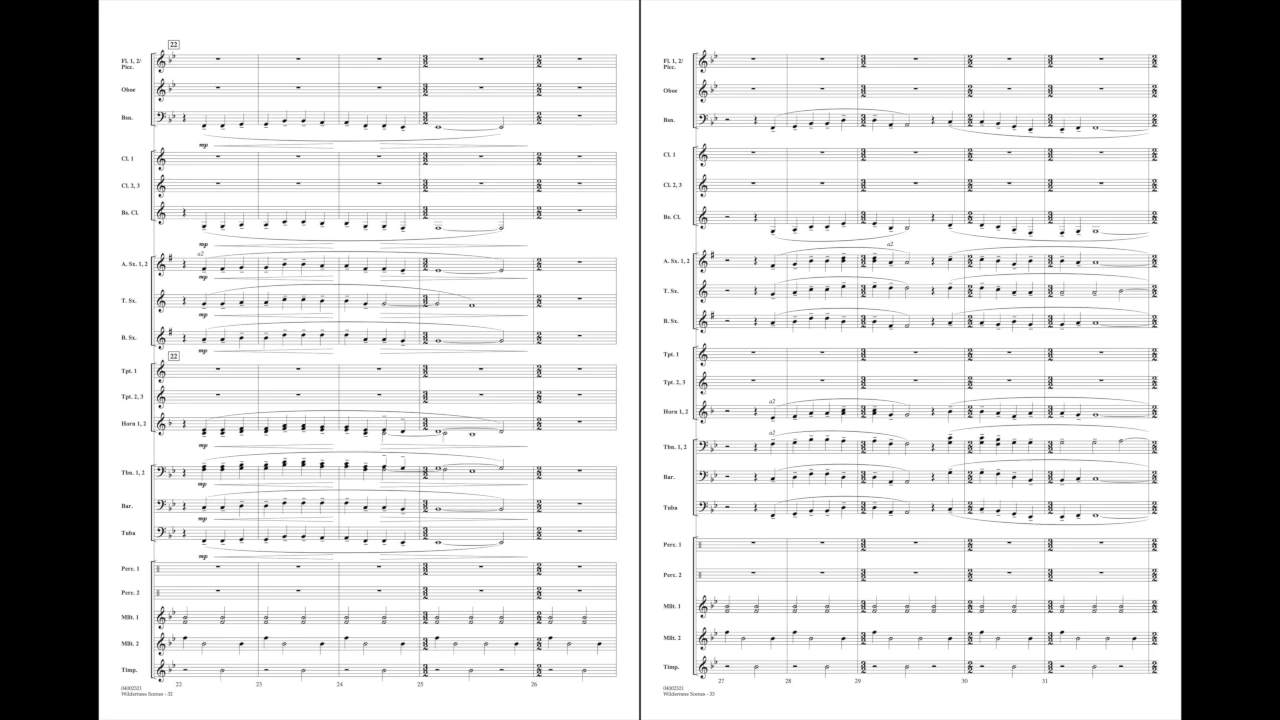 22
Fl. 1, 2/
Picc.
Oboe
Bsn.
mp
Cl. 1
Cl. 2, 3
Bs. Cl.
mp
a2
A. Sx. 1, 2
mp
T. Sx.
mp
B. Sx.
mp
22
Tpt. 1
Tpt. 2, 3
Horn 1, 2
mp
Tbn. 1, 2
mp
Bar.
mp
Tuba
mp
Perc. 1
Perc. 2
Mllt. 1
Mllt. 2
Timp.
22 23 24 25 26
04002321
Wilderness Scenes - 32
Fl. 1, 2/
Picc.
Oboe
Bsn.
Cl. 1
Cl. 2, 3
Bs. Cl.
a2
A. Sx. 1, 2
T. Sx.
B. Sx.
Tpt. 1
Tpt. 2, 3
a2
Horn 1, 2
a2
Tbn. 1, 2
Bar.
Tuba
Perc. 1
Perc. 2
Mllt. 1
Mllt. 2
Timp.
27 28 29 30 31
04002321
Wilderness Scenes - 33